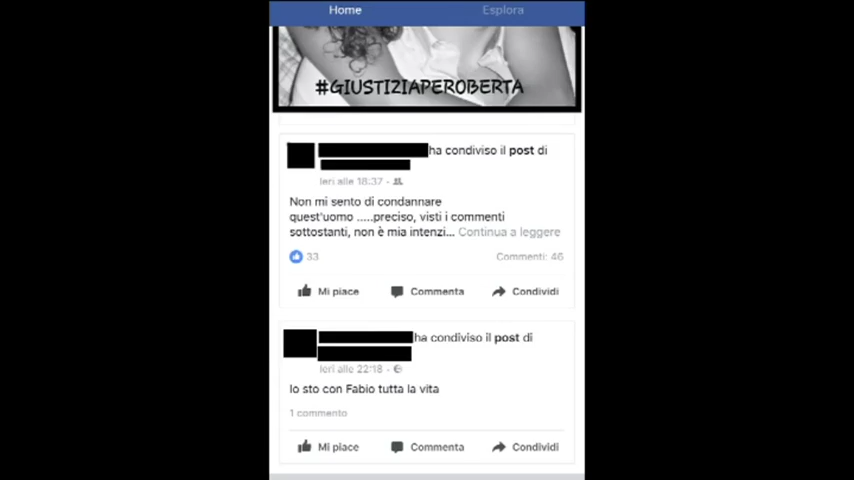 Home Esplora
#GIUSTIZIAPEROBERTA
ha condiviso il post di
Ieri alle 18:37 ·
Non mi sento di condannare
quest'uomo .....preciso, visti i commenti
sottostanti, non è mia intenzi... Continua a leggere
33 Commenti: 46
Mi piace Commenta Condividi
ha condiviso il post di
Ieri alle 22:18 ·
Io sto con Fabio tutta la vita
1 commento
Mi piace Commenta Condividi